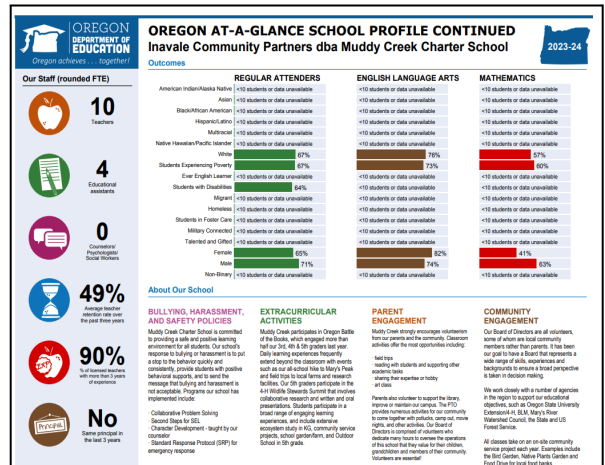 OREGON
DEPARTMENT OF
EDUCATION
Oregon achieves . . . together!
OREGON AT-A-GLANCE SCHOOL PROFILE CONTINUED
Inavale Community Partners dba Muddy Creek Charter School
2023-24
Our Staff (rounded FTE)
10
Teachers
4
Educational
assistants
0
Counselors/
Psychologists/
Social Workers
49%
Average teacher
retention rate over
the past three years
90%
% of licensed teachers
with more than 3 years
of experience
PRINCIPAL
No
Same principal in
the last 3 years
Outcomes
REGULAR ATTENDERS ENGLISH LANGUAGE ARTS MATHEMATICS
American Indian/Alaska Native <10 students or data unavailable <10 students or data unavailable <10 students or data unavailable
Asian <10 students or data unavailable <10 students or data unavailable <10 students or data unavailable
Black/African American <10 students or data unavailable <10 students or data unavailable <10 students or data unavailable
Hispanic/Latino <10 students or data unavailable <10 students or data unavailable <10 students or data unavailable
Multiracial <10 students or data unavailable <10 students or data unavailable <10 students or data unavailable
Native Hawaiian/Pacific Islander <10 students or data unavailable <10 students or data unavailable <10 students or data unavailable
White 67% 76% 57%
Students Experiencing Poverty 67% 73% 60%
Ever English Learner <10 students or data unavailable <10 students or data unavailable <10 students or data unavailable
Students with Disabilities 64% <10 students or data unavailable <10 students or data unavailable
Migrant <10 students or data unavailable <10 students or data unavailable <10 students or data unavailable
Homeless <10 students or data unavailable <10 students or data unavailable <10 students or data unavailable
Students in Foster Care <10 students or data unavailable <10 students or data unavailable <10 students or data unavailable
Military Connected <10 students or data unavailable <10 students or data unavailable <10 students or data unavailable
Talented and Gifted <10 students or data unavailable <10 students or data unavailable <10 students or data unavailable
Female 65% 82% 41%
Male 71% 74% 63%
Non-Binary <10 students or data unavailable <10 students or data unavailable <10 students or data unavailable
About Our School
BULLYING, HARASSMENT,
AND SAFETY POLICIES
Muddy Creek Charter School is committed
to providing a safe and positive learning
environment for all students. Our school's
response to bullying or harassment is to put
a stop to the behavior quickly and
consistently, provide students with positive
behavioral supports, and to send the
message that bullying and harassment is
not acceptable. Programs our school has
implemented include:
· Collaborative Problem Solving
· Second Steps for SEL
· Character Development - taught by our
counselor
· Standard Response Protocol (SRP) for
emergency response
EXTRACURRICULAR
ACTIVITIES
Muddy Creek participates in Oregon Battle
of the Books, which engaged more than
half our 3rd, 4th & 5th graders last year.
Daily learning experiences frequently
extend beyond the classroom with events
such as our all-school hike to Mary's Peak
and field trips to local farms and research
facilities. Our 5th graders participate in the
4-H Wildlife Stewards Summit that involves
collaborative research and written and oral
presentations. Students participate in a
broad range of engaging learning
experiences, and include extensive
ecosystem study in KG, community service
projects, school garden/farm, and Outdoor
School in 5th grade.
PARENT
ENGAGEMENT
Muddy Creek strongly encourages volunteerism
from our parents and the community. Classroom
activities offer the most opportunities including:
· field trips
· reading with students and supporting other
academic tasks
· sharing their expertise or hobby
· art class
Parents also volunteer to support the library,
improve or maintain our campus. The PTO
provides numerous activities for our community
to come together with potlucks, camp out, movie
nights, and other activities. Our Board of
Directors is comprised of volunteers who
dedicate many hours to oversee the operations
of this school that they value for their children,
grandchildren and members of their community.
Volunteers are essential!
COMMUNITY
ENGAGEMENT
Our Board of Directors are all volunteers,
some of whom are local community
members rather than parents. It has been
our goal to have a Board that represents a
wide range of skills, experiences and
backgrounds to ensure a broad perspective
is taken in decision making.
We work closely with a number of agencies
in the region to support our educational
objectives, such as Oregon State University
Extension/4-H, BLM, Mary's River
Watershed Council, the State and US
Forest Service.
All classes take on an on-site community
service project each year. Examples include
the Bird Garden, Native Plants Garden and
Food Drive for local food banks.